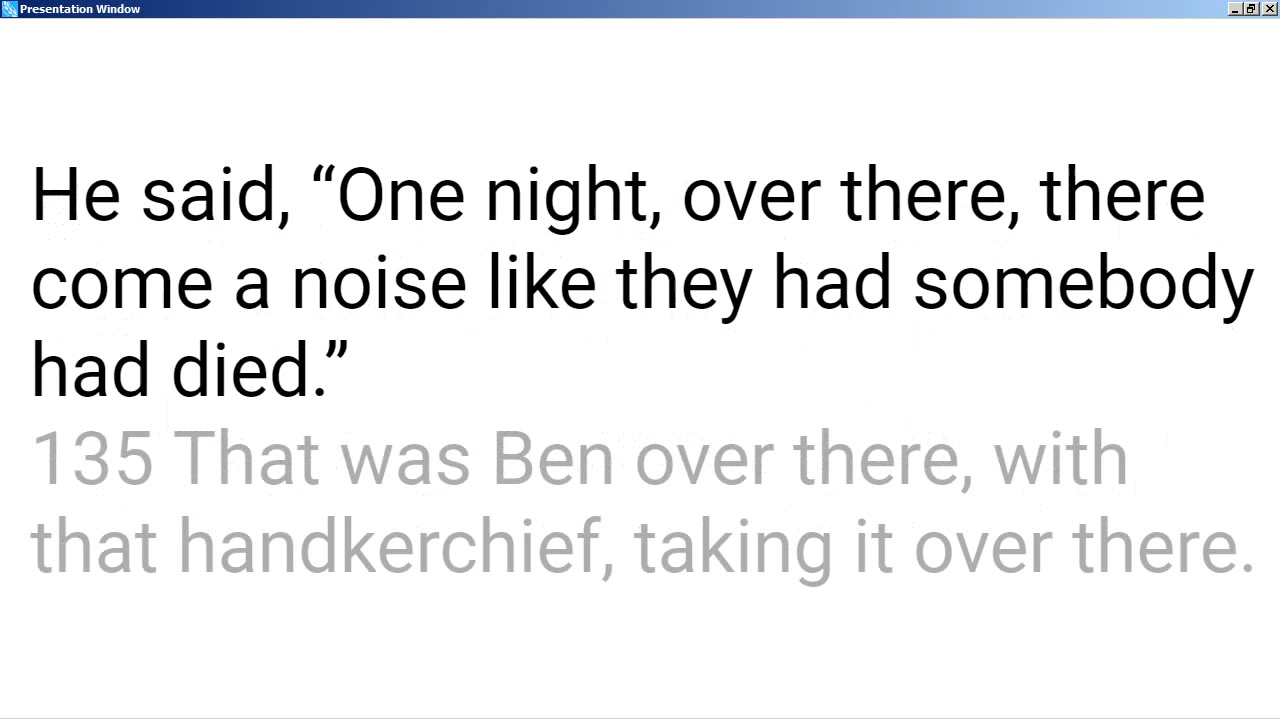 Presentation Window
He said, “One night, over there, there
come a noise like they had somebody
had died.”
135 That was Ben over there, with
that handkerchief, taking it over there.